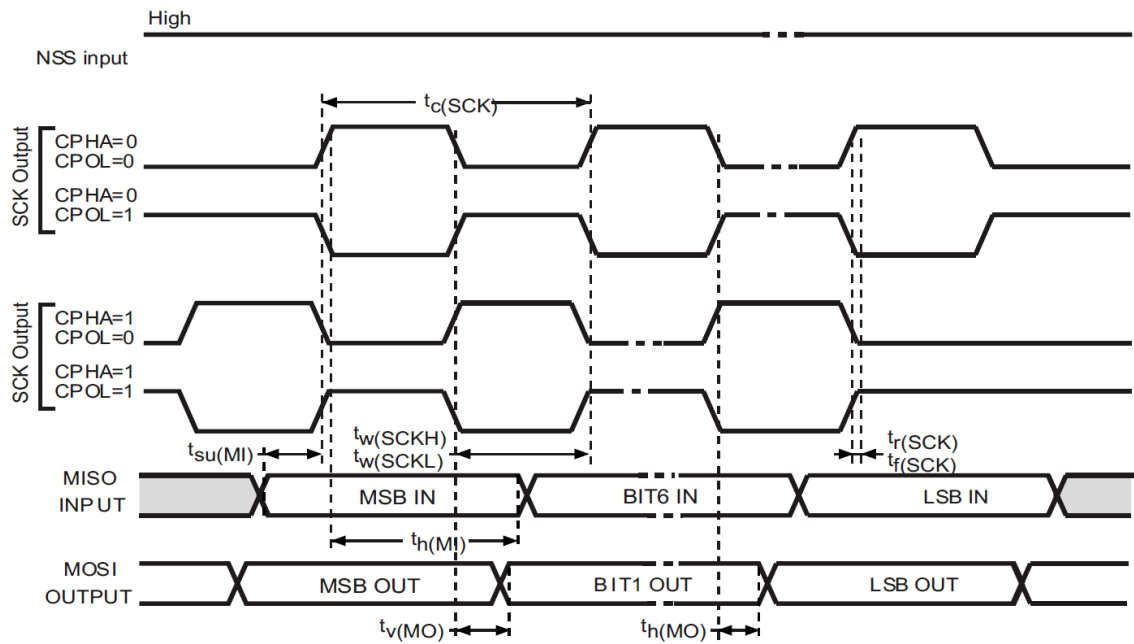 High
NSS input
tc(SCK)
SCK Output
CPHA=0
CPOL=0
CPHA=0
CPOL=1
SCK Output
CPHA=1
CPOL=0
CPHA=1
CPOL=1
tsu(MI)
tw(SCKH)
tw(SCKL)
tr(SCK)
tf(SCK)
MISO
INPUT
MSB IN
BIT6 IN
LSB IN
th(MI)
MOSI
OUTPUT
MSB OUT
BIT1 OUT
LSB OUT
tv(MO)
th(MO)